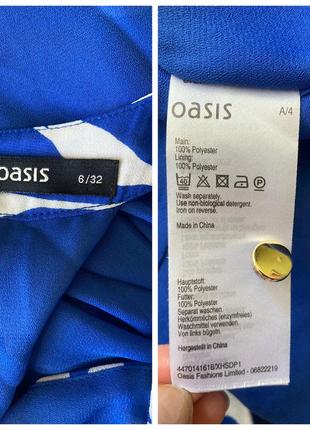 oasis
6/32
oasis
A/4
Main:
100% Polyester
Lining:
100% Polyester
40
P
Wash separately.
Use non-biological detergent.
Iron on reverse.
Made in China
Hauptstoff:
100% Polyester
Futter:
100% Polyester
Separat waschen.
Herkömmliches (enzymfreies)
Waschmittel verwenden.
Von links bügeln.
Hergestellt in China
4470141618/XHSDP1
Oasis Fashions Limited - 06822219